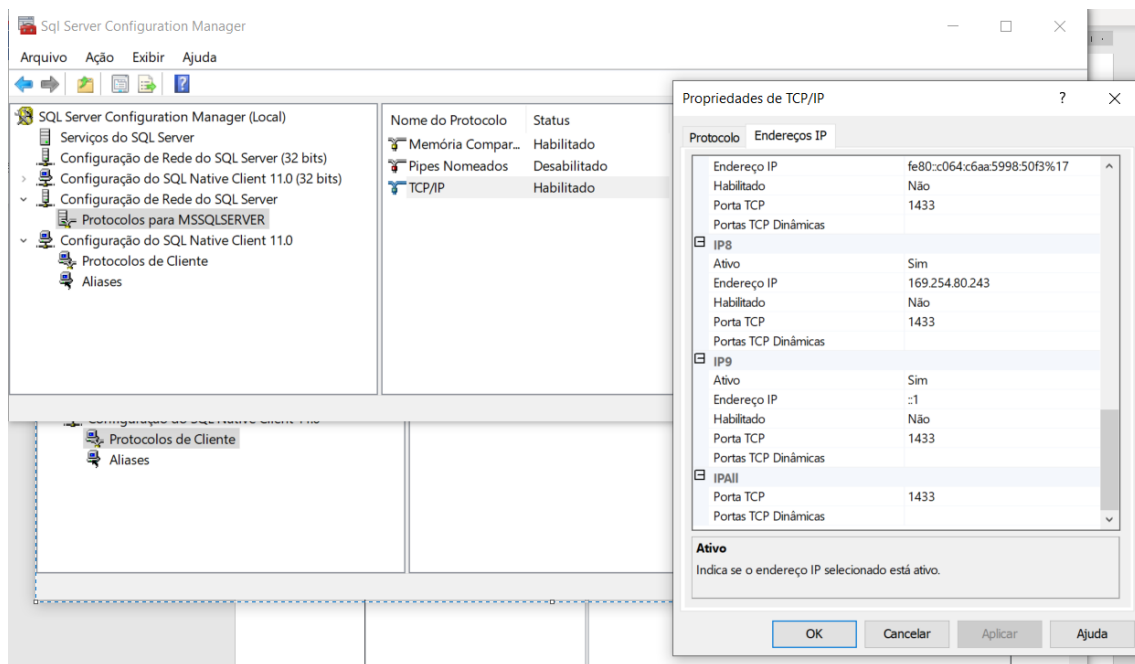 Sql Server Configuration Manager
Arquivo Ação Exibir Ajuda
SQL Server Configuration Manager (Local)
Serviços do SQL Server
Configuração de Rede do SQL Server (32 bits)
Configuração do SQL Native Client 11.0 (32 bits)
Configuração de Rede do SQL Server
Protocolos para MSSQLSERVER
Configuração do SQL Native Client 11.0
Protocolos de Cliente
Aliases
Nome do Protocolo Status
Memória Compar... Habilitado
Pipes Nomeados Desabilitado
TCP/IP Habilitado
Configuração do SQL Native Client 11.0
Protocolos de Cliente
Aliases
Propriedades de TCP/IP ?
Protocolo Endereços IP
Endereço IP fe80::c064:c6aa:5998:50f3%17
Habilitado Não
Porta TCP 1433
Portas TCP Dinâmicas
IP8
Ativo Sim
Endereço IP 169.254.80.243
Habilitado Não
Porta TCP 1433
Portas TCP Dinâmicas
IP9
Ativo Sim
Endereço IP ::1
Habilitado Não
Porta TCP 1433
Portas TCP Dinâmicas
IPAll
Porta TCP 1433
Portas TCP Dinâmicas
Ativo
Indica se o endereço IP selecionado está ativo.
OK Cancelar Aplicar Ajuda